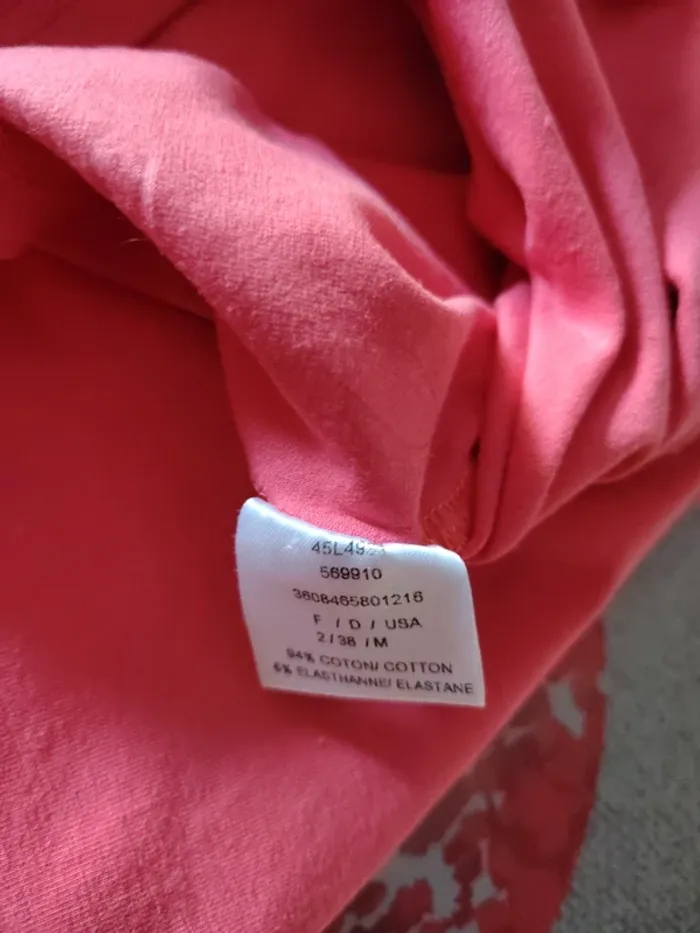 569910
3608465801216
F / D / USA
2 / 38 / M
94% COTON/ COTTON
6% ELASTHANNE/ ELASTANE